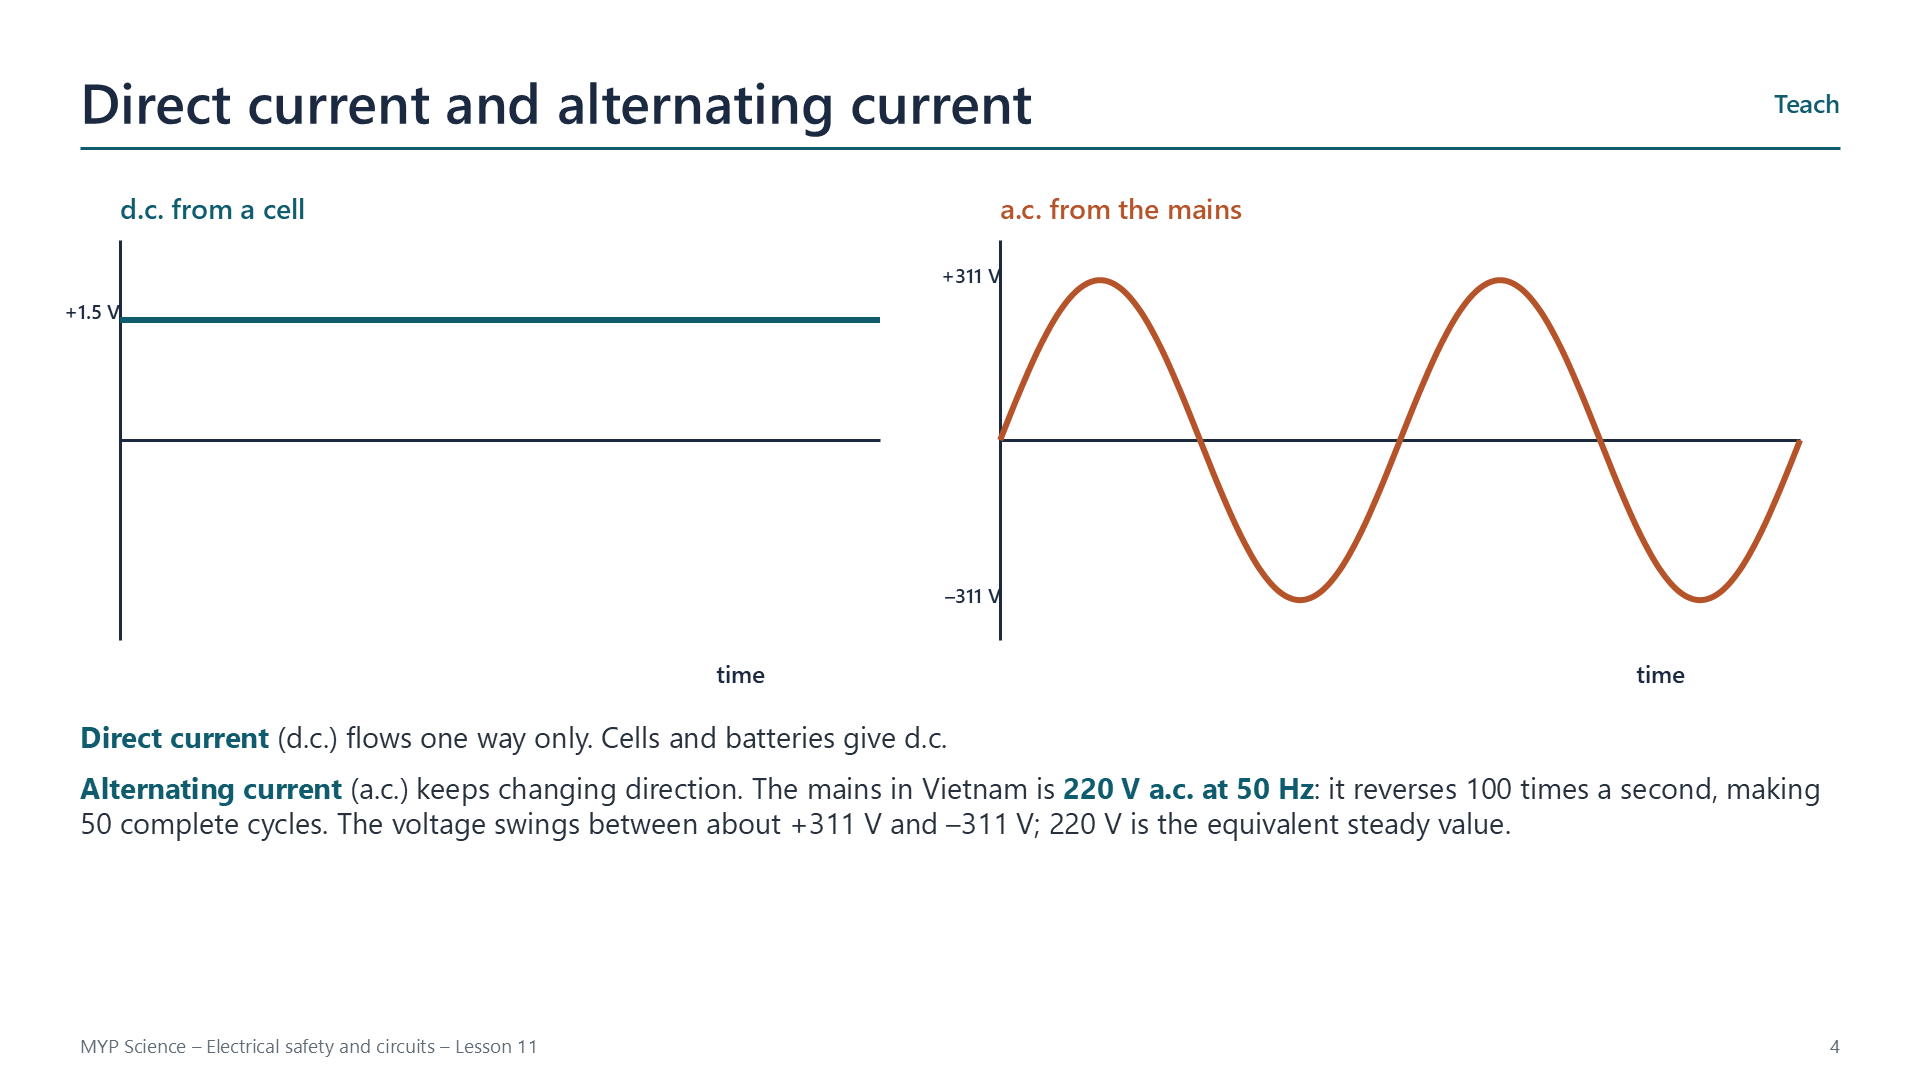 Direct current and alternating current
Teach
d.c. from a cell
+1.5 V
time
a.c. from the mains
+311 V
–311 V
time
Direct current (d.c.) flows one way only. Cells and batteries give d.c.
Alternating current (a.c.) keeps changing direction. The mains in Vietnam is 220 V a.c. at 50 Hz: it reverses 100 times a second, making
50 complete cycles. The voltage swings between about +311 V and –311 V; 220 V is the equivalent steady value.
MYP Science – Electrical safety and circuits – Lesson 11
4